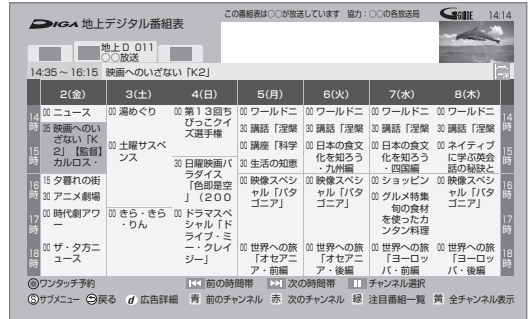 DIGA 地上デジタル番組表
この番組表は○○が放送しています 協力：○○の各放送局
GGUIDE 14:14
地上D 011
○○放送
14:35～16:15 映画へのいざない「K2」
2(金) 3(土) 4(日) 5(月) 6(火) 7(水) 8(木)
14時
15時
16時
17時
18時
00 ニュース
35 映画へのい
ざない「K
2」【監督】
カルロス・
15 夕暮れの街
30 アニメ劇場
00 時代劇アワ
ー
00 ザ・夕方ニ
ュース
00 湯めぐり
00 土曜サスペ
ンス
00 きら・きら
・りん
00 第13回ち
びっこクイ
ズ選手権
30 日曜映画パ
ラダイス
「色即是空
」（200
00 ドラマスペ
シャル「ド
ライブ・ミ
ー・クレイ
ジー」
00 ワールドニ
30 講話「涅槃
00 講座「科学
30 生活の知恵
00 映像スペシ
ャル「パタ
ゴニア」
00 世界への旅
「オセアニ
ア・前編
00 ワールドニ
30 講話「涅槃
00 日本の食文
化を知ろう
・九州編
00 映像スペシ
ャル「パタ
ゴニア」
00 世界への旅
「オセアニ
ア・後編
00 ワールドニ
30 講話「涅槃
00 日本の食文
化を知ろう
・四国編
00 ショッピン
00 グルメ特集
旬の食材
を使ったカ
ンタン料理
00 世界への旅
「ヨーロッ
パ・前編
00 ワールドニ
30 講話「涅槃
00 ネイティブ
に学ぶ英会
話の秘訣と
00 映像スペシ
ャル「パタ
ゴニア」
00 世界への旅
「ヨーロッ
パ・後編
ワンタッチ予約 前の時間帯 次の時間帯 チャンネル選択
Ⓢサブメニュー 戻る d 広告詳細 青 前のチャンネル 赤 次のチャンネル 緑 注目番組一覧 黄 全チャンネル表示